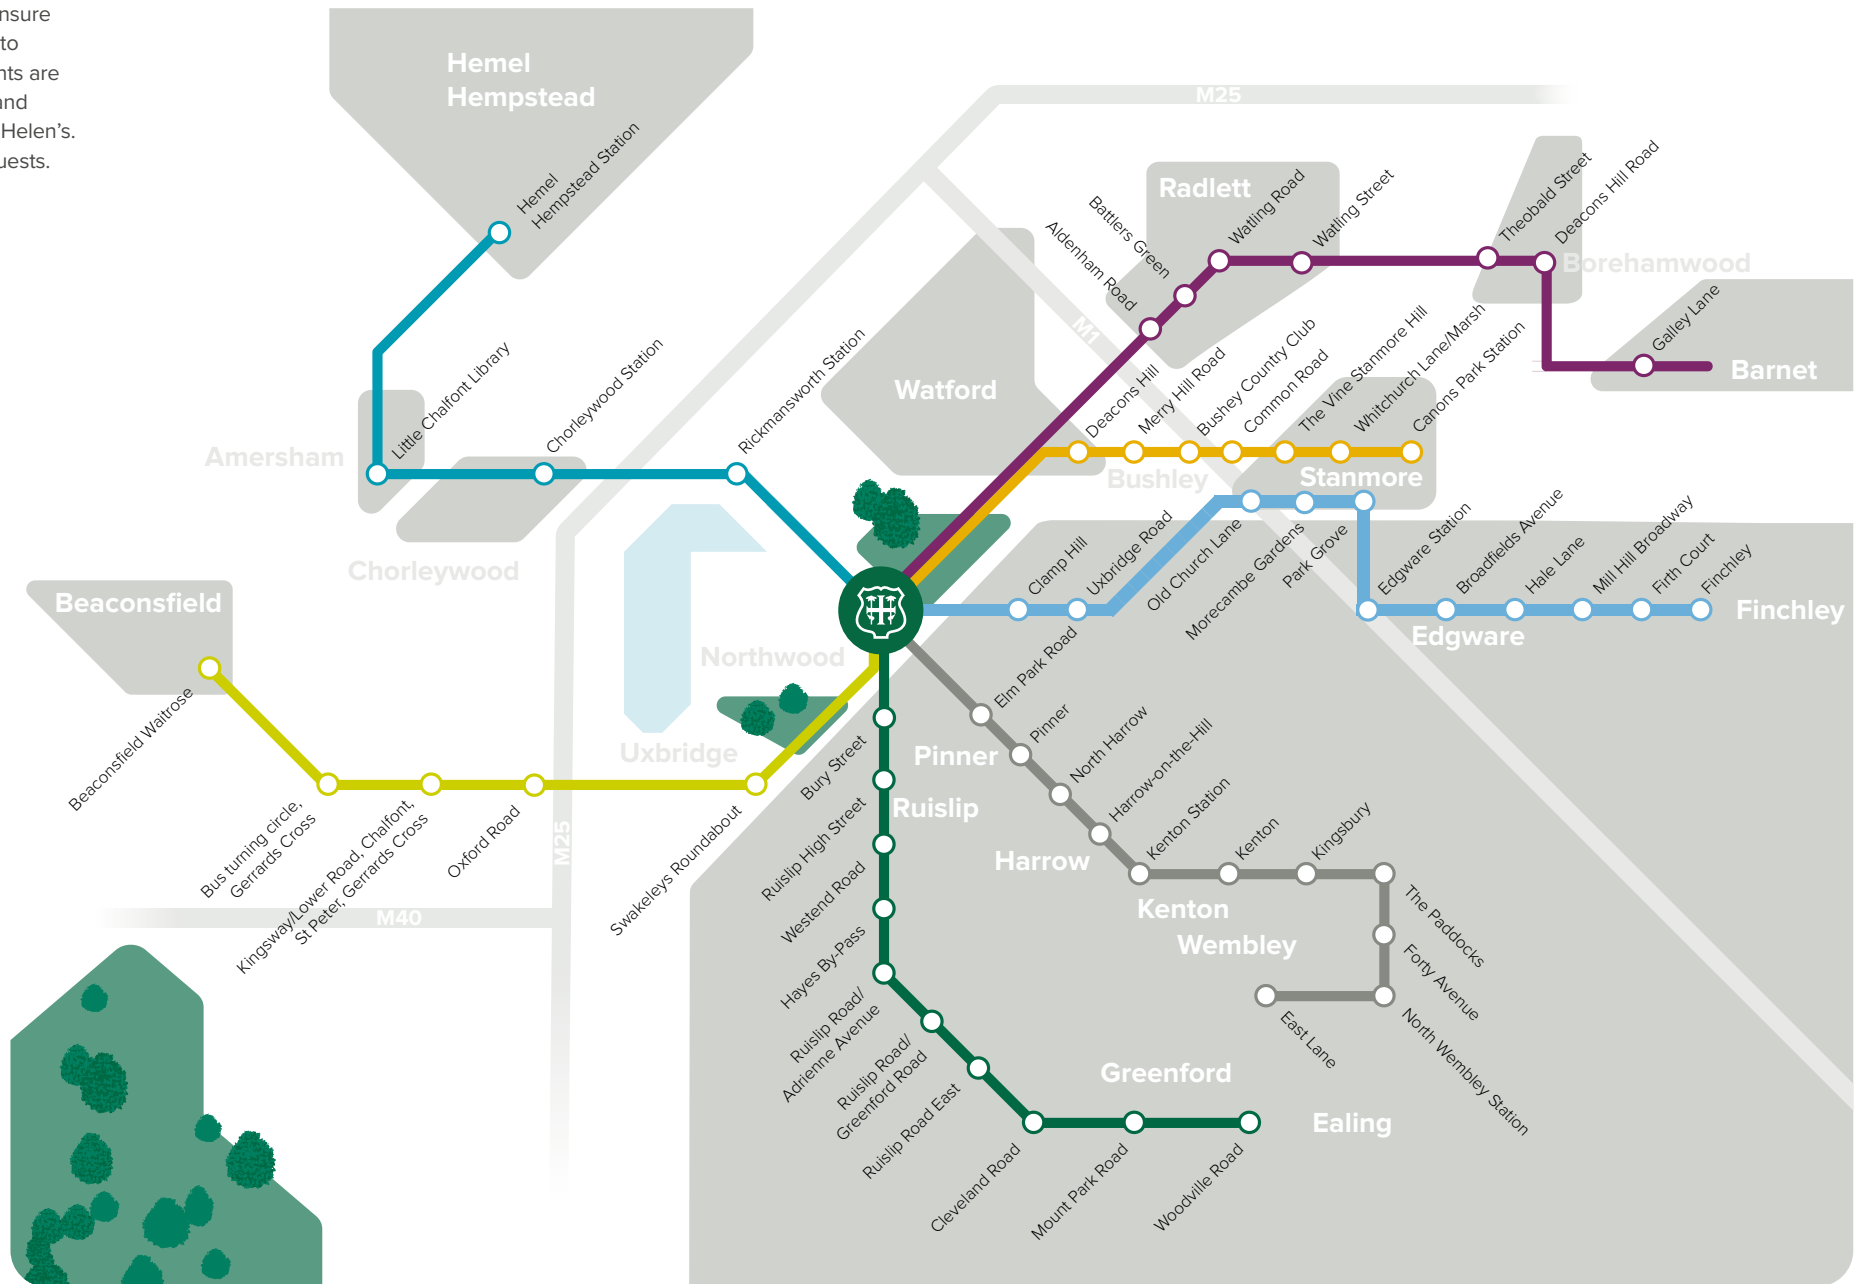 nsure
to
nts are
and
Helen's.
uests.
Hemel
Hempstead
Hemel
Hempstead Station
M25
Radlett
Battlers Green
Aldenham Road
Watling Road
Watling Street
Theobald Street
Deacons Hill Road
Borehamwood
Galley Lane
Barnet
M1
Watford
Deacons Hill
Merry Hill Road
Bushey Country Club
Common Road
The Vine Stanmore Hill
Whitchurch Lane/Marsh
Canons Park Station
Bushley
Stanmore
Amersham
Little Chalfont Library
Chorleywood Station
Rickmansworth Station
Chorleywood
Clamp Hill
Uxbridge Road
Old Church Lane
Morecambe Gardens
Park Grove
Edgware Station
Broadfields Avenue
Hale Lane
Mill Hill Broadway
Firth Court
Finchley
Finchley
Edgware
Beaconsfield
Beaconsfield Waitrose
Bus turning circle,
Gerrards Cross
Kingsway/Lower Road, Chalfont,
St Peter, Gerrards Cross
Oxford Road
Swakeleys Roundabout
Northwood
Uxbridge
M25
M40
Elm Park Road
Pinner
Pinner
North Harrow
Harrow-on-the-Hill
Harrow
Kenton Station
Kenton
Kingsbury
Kenton
Wembley
The Paddocks
Forty Avenue
North Wembley Station
East Lane
Bury Street
Ruislip
Ruislip High Street
Westend Road
Hayes By-Pass
Ruislip Road/
Adrienne Avenue
Ruislip Road/
Greenford Road
Ruislip Road East
Cleveland Road
Mount Park Road
Woodville Road
Greenford
Ealing